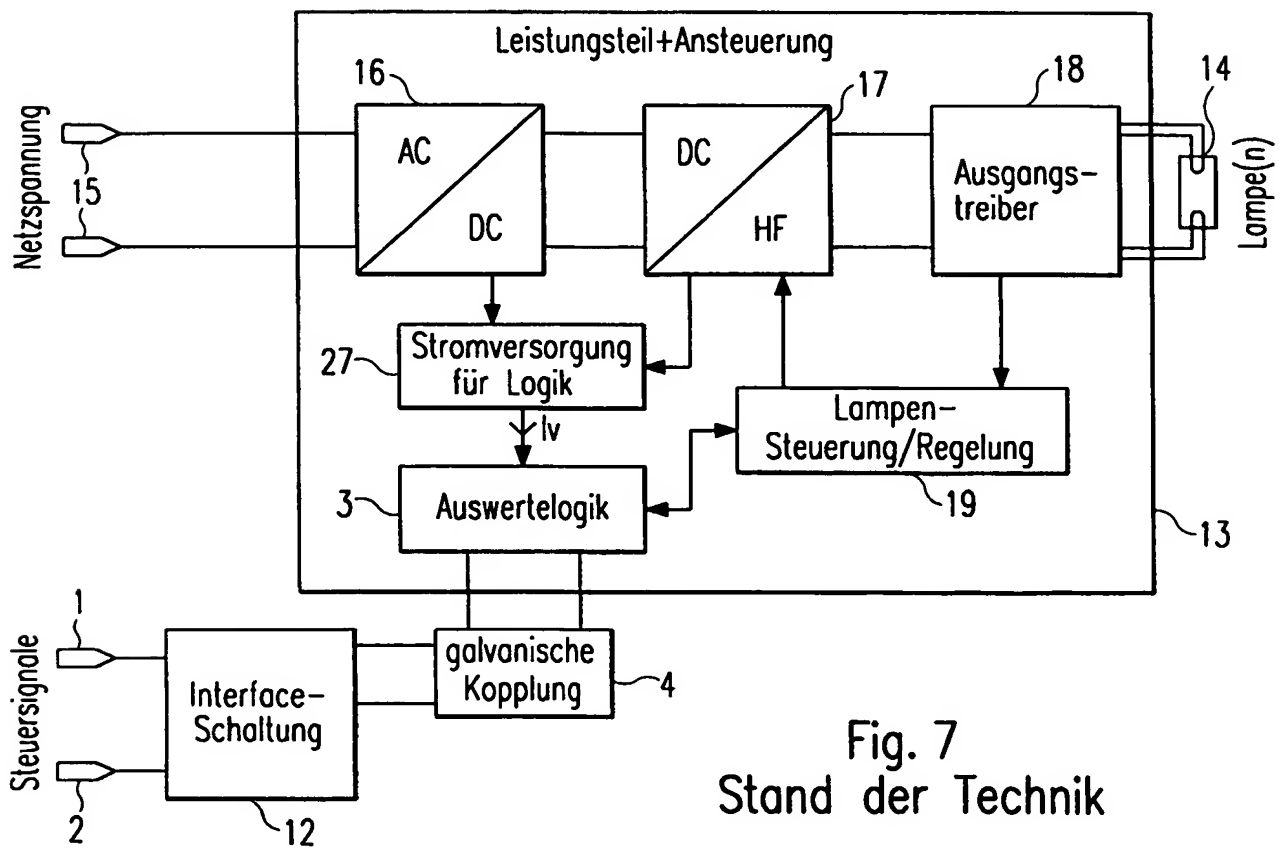 Leistungsteil+Ansteuerung
16
17
18
14
Netzspannung
15
AC
DC
DC
HF
Ausgangs-
treiber
Lampe(n)
27
Stromversorgung
für Logik
Iv
Lampen-
Steuerung/Regelung
19
3
Auswertelogik
13
Steuersignale
1
2
Interface-
Schaltung
12
galvanische
Kopplung
4
Fig. 7
Stand der Technik